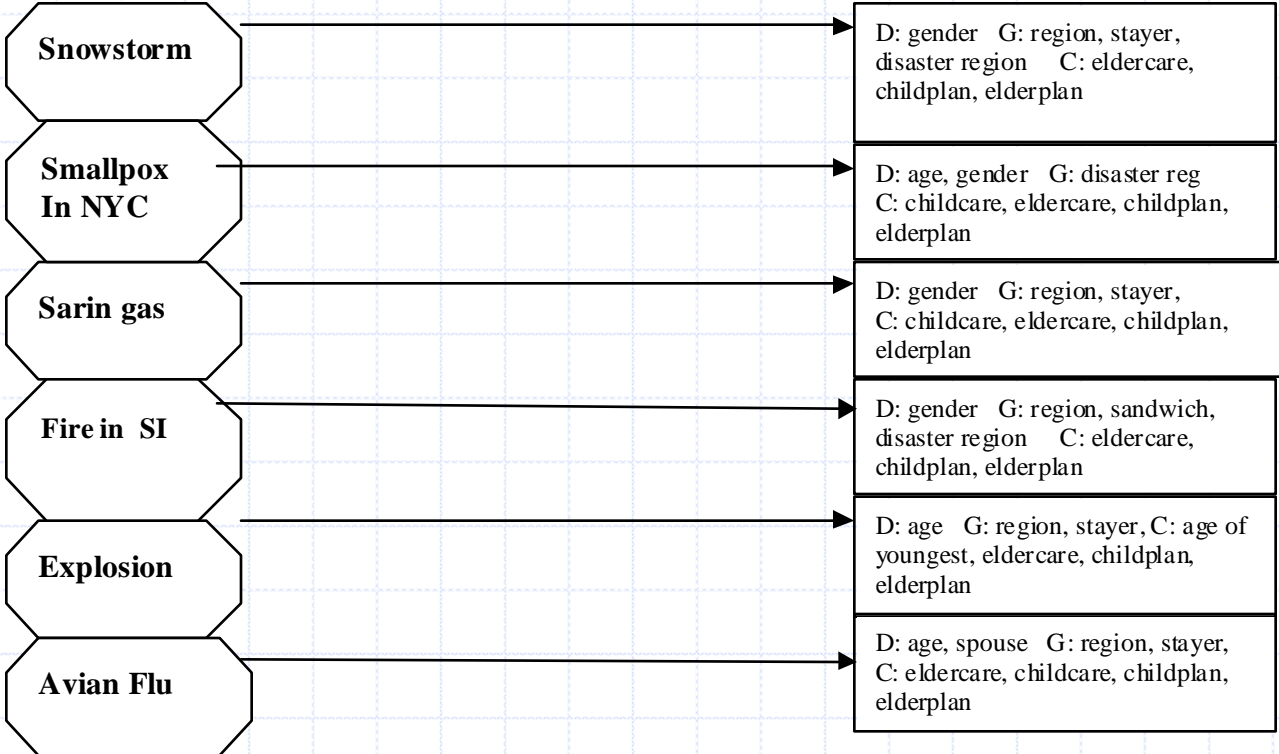 Snowstorm
D: gender G: region, stayer,
disaster region C: eldercare,
childplan, elderplan
Smallpox
In NYC
D: age, gender G: disaster reg
C: childcare, eldercare, childplan,
elderplan
Sarin gas
D: gender G: region, stayer,
C: childcare, eldercare, childplan,
elderplan
Fire in SI
D: gender G: region, sandwich,
disaster region C: eldercare,
childplan, elderplan
Explosion
D: age G: region, stayer, C: age of
youngest, eldercare, childplan,
elderplan
Avian Flu
D: age, spouse G: region, stayer,
C: eldercare, childcare, childplan,
elderplan